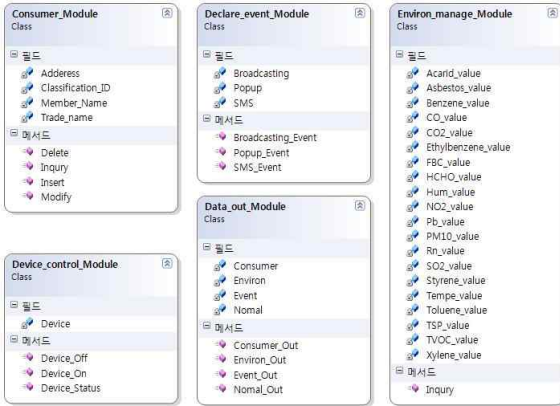 Consumer_Module
Class
필드
Adderess
Classification_ID
Member_Name
Trade_name
메서드
Delete
Inqury
Insert
Modify
Device_control_Module
Class
필드
Device
메서드
Device_Off
Device_On
Device_Status
Declare_event_Module
Class
필드
Broadcasting
Popup
SMS
메서드
Broadcasting_Event
Popup_Event
SMS_Event
Data_out_Module
Class
필드
Consumer
Environ
Event
Nomal
메서드
Consumer_Out
Environ_Out
Event_Out
Nomal_Out
Environ_manage_Module
Class
필드
Acarid_value
Asbestos_value
Benzene_value
CO_value
CO2_value
Ethylbenzene_value
FBC_value
HCHO_value
Hum_value
NO2_value
Pb_value
PM10_value
Rn_value
SO2_value
Styrene_value
Tempe_value
Toluene_value
TSP_value
TVOC_value
Xylene_value
메서드
Inqury